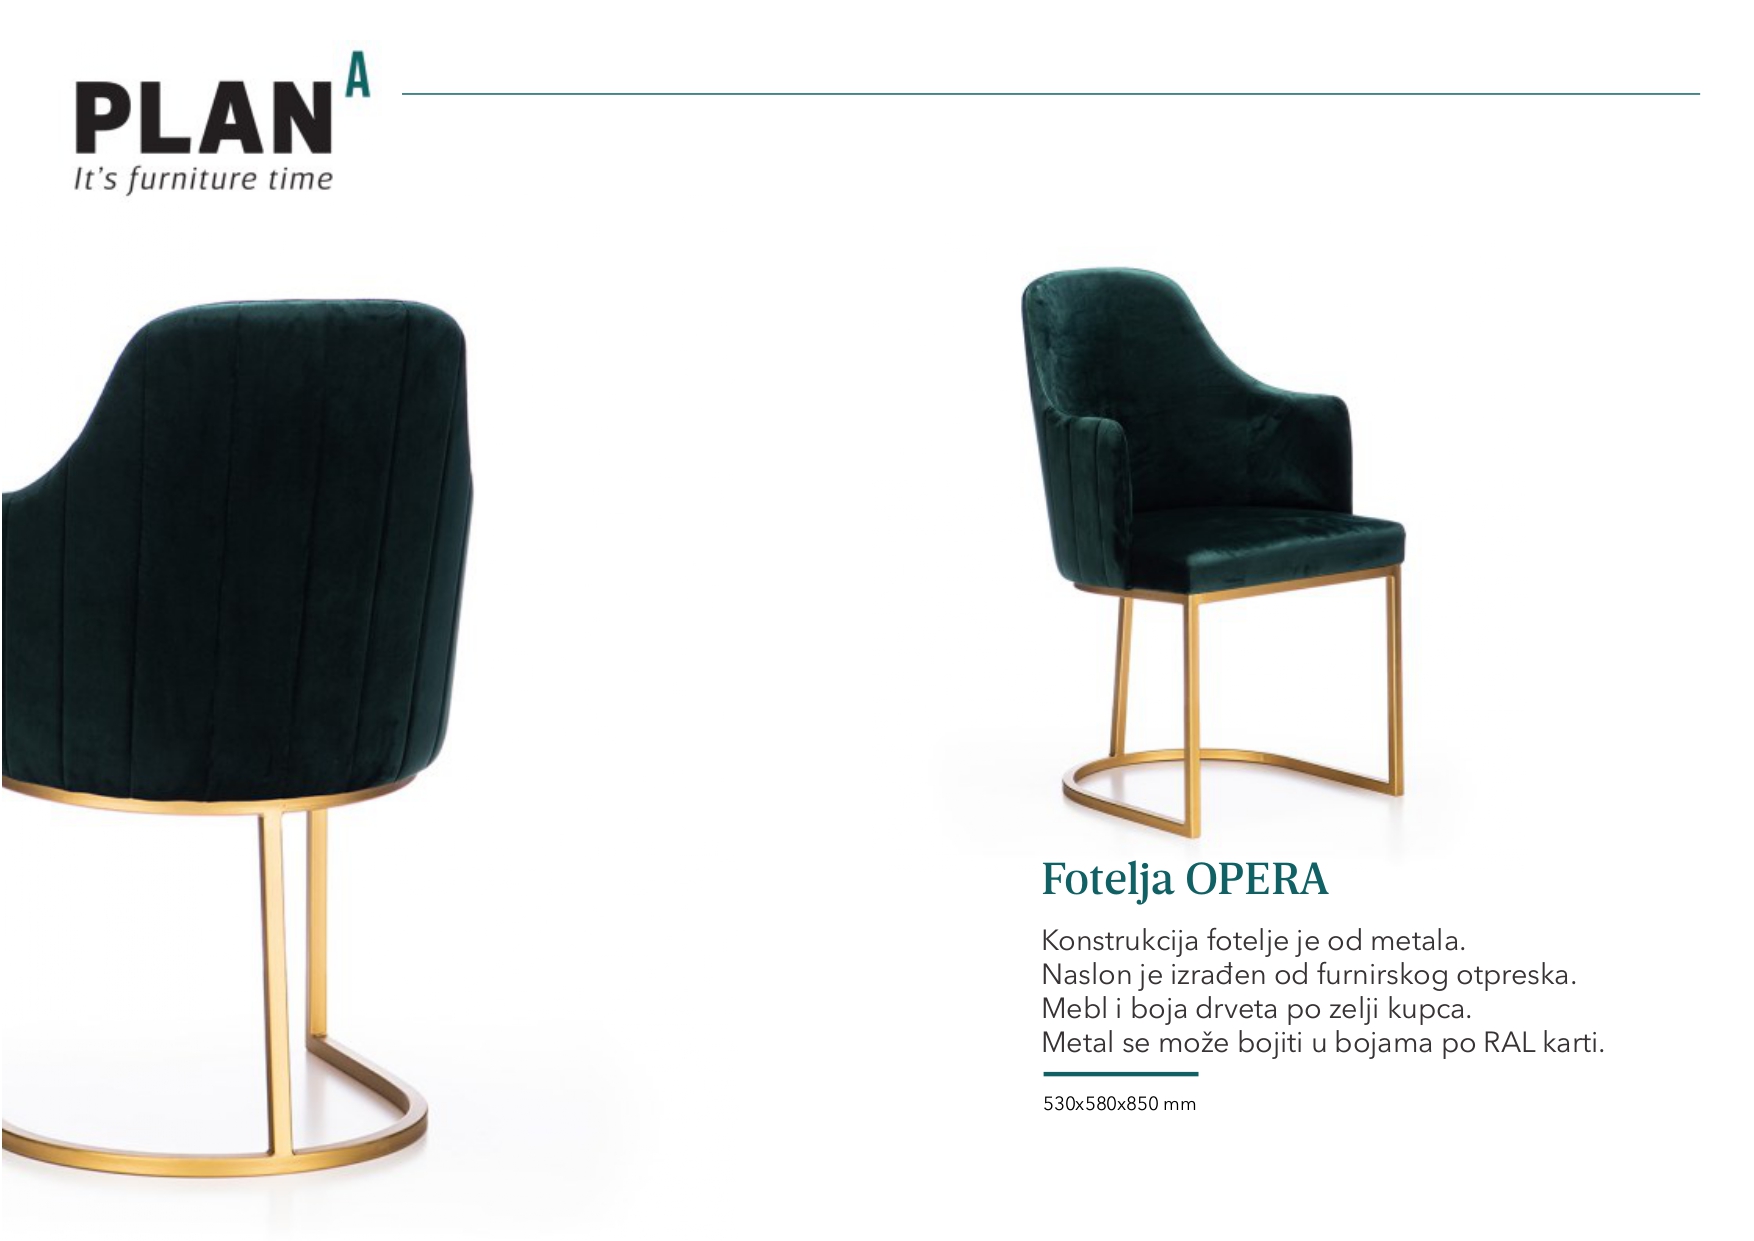 PLAN A
It's furniture time
Fotelja OPERA
Konstrukcija fotelje je od metala.
Naslon je izrađen od furnirskog otpreska.
Mebl i boja drveta po zelji kupca.
Metal se može bojiti u bojama po RAL karti.
530x580x850 mm